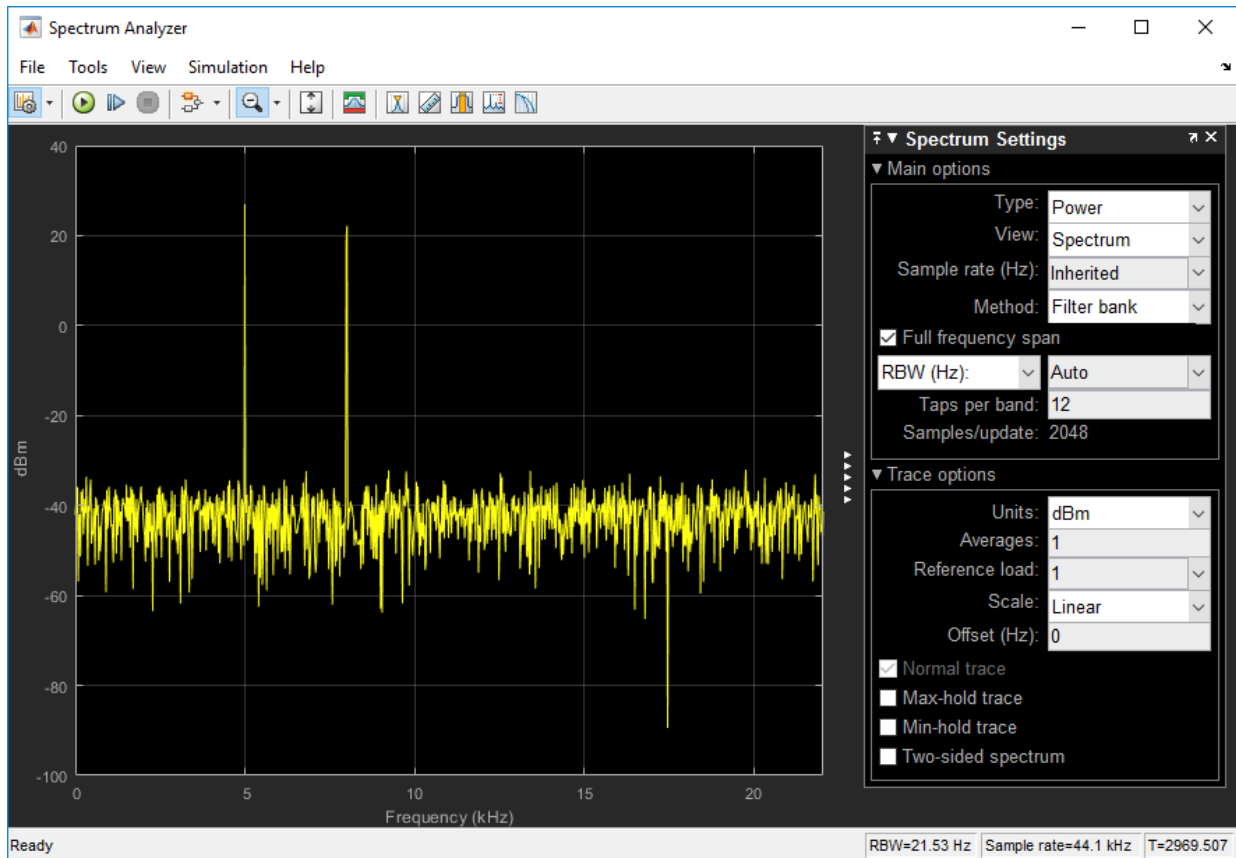 Spectrum Analyzer
File Tools View Simulation Help
40
20
0
-20
-40
-60
-80
-100
dBm
0 5 10 15 20
Frequency (kHz)
Spectrum Settings
Main options
Type: Power
View: Spectrum
Sample rate (Hz): Inherited
Method: Filter bank
Full frequency span
RBW (Hz): Auto
Taps per band: 12
Samples/update: 2048
Trace options
Units: dBm
Averages: 1
Reference load: 1
Scale: Linear
Offset (Hz): 0
Normal trace
Max-hold trace
Min-hold trace
Two-sided spectrum
Ready RBW=21.53 Hz Sample rate=44.1 kHz T=2969.507